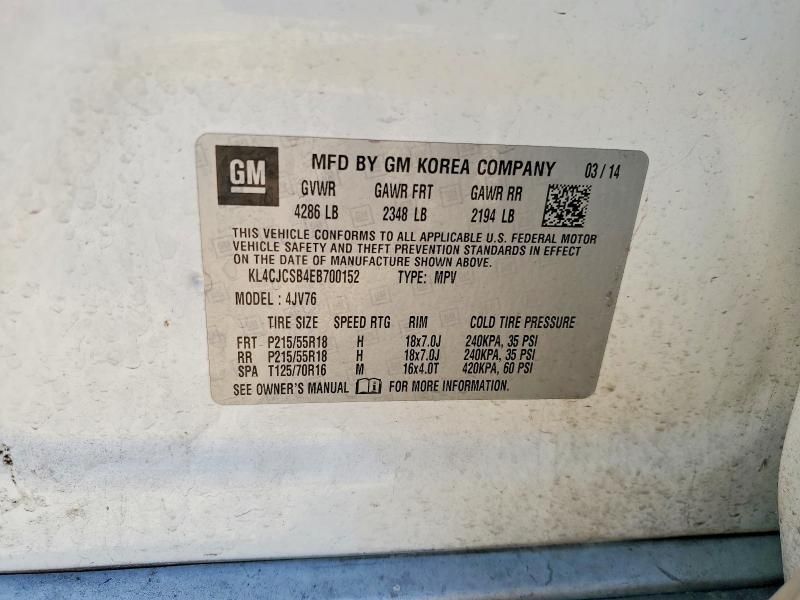 GM MFD BY GM KOREA COMPANY 03/14
GVWR GAWR FRT GAWR RR
4286 LB 2348 LB 2194 LB
THIS VEHICLE CONFORMS TO ALL APPLICABLE U.S. FEDERAL MOTOR
VEHICLE SAFETY AND THEFT PREVENTION STANDARDS IN EFFECT
ON THE DATE OF MANUFACTURE SHOWN ABOVE.
KL4CJCSB4EB700152 TYPE: MPV
MODEL : 4JV76
TIRE SIZE SPEED RTG RIM COLD TIRE PRESSURE
FRT P215/55R18 H 18x7.0J 240KPA, 35 PSI
RR P215/55R18 H 18x7.0J 240KPA, 35 PSI
SPA T125/70R16 M 16x4.0T 420KPA, 60 PSI
SEE OWNER'S MANUAL FOR MORE INFORMATION.